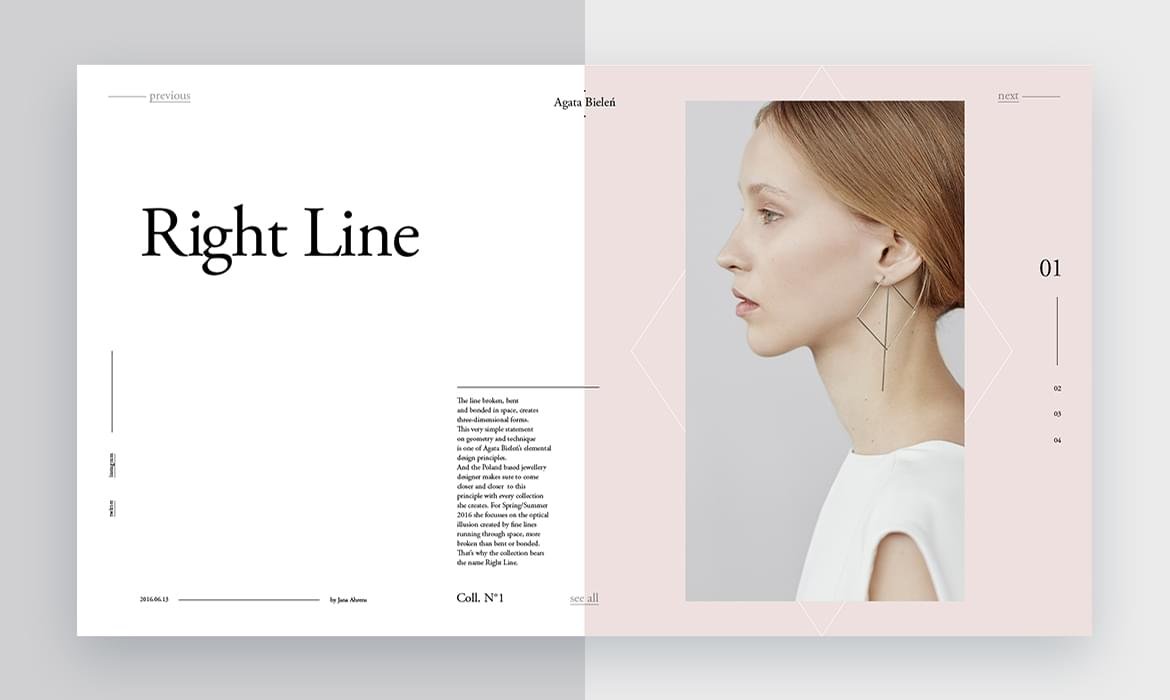 previous
Agata Bieleń
next
Right Line
01
02
03
04
The line broken, bent
and bonded in space, creates
three-dimensional forms.
This very simple statement
on geometry and technique
is one of Agata Bieleń's elemental
design principles.
And the Poland based jewellery
designer makes sure to come
closer and closer to this
principle with every collection
she creates. For Spring/Summer
2016 she focusses on the optical
illusion created by fine lines
running through space, more
broken than bent or bonded.
That's why the collection bears
the name Right Line.
instagram
twitter
2016.06.13
by Jana Ahrens
Coll. N°1
see all